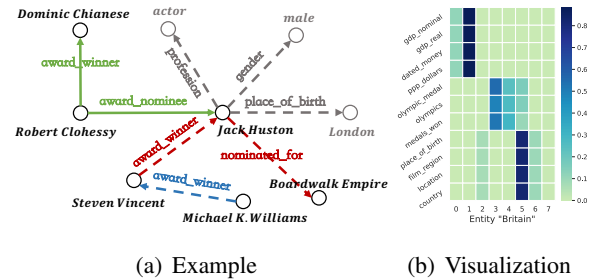 Dominic Chianese
actor
male
award_winner
profession
gender
award_nominee
place_of_birth
Robert Clohessy
Jack Huston
London
award_winner
nominated_for
award_winner
Boardwalk Empire
Steven Vincent
Michael K.Williams
(a) Example
gdp_nominal
gdp_real
dated_money
ppp_dollars
olympic_medal
olympics
medals_won
place_of_birth
film_region
location
country
0 1 2 3 4 5 6 7
Entity "Britain"
0.8
0.7
0.6
0.5
0.4
0.3
0.2
0.1
0.0
(b) Visualization